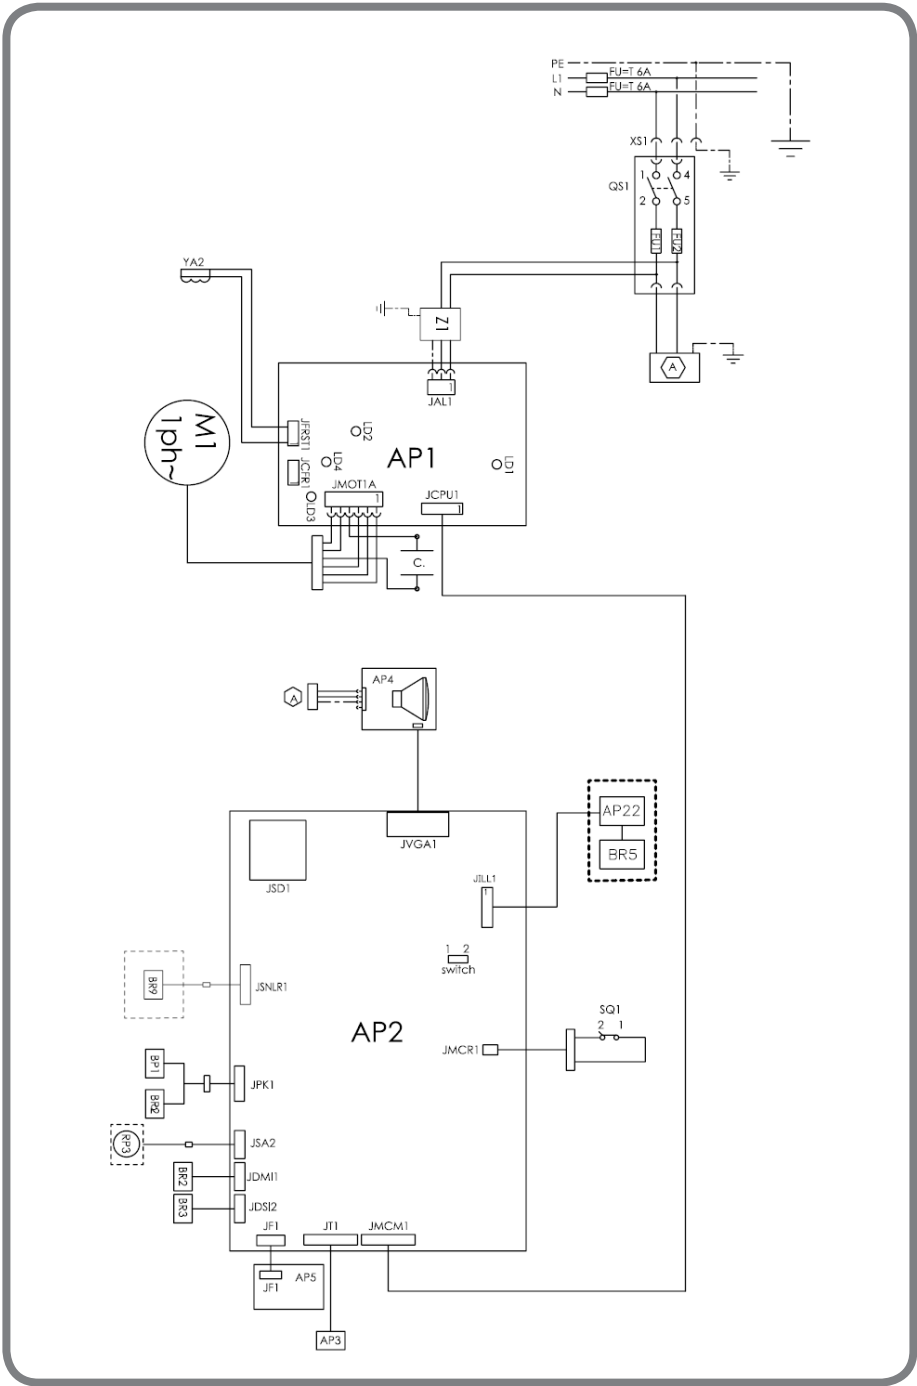 PE
L1 FU=T 6A
N FU=T 6A
XS1
1 4
QS1
2 5
FU1 FU2
YA2
Z1
A
1
JAL1
M1
1ph~
JFRST1
LD2
LD4
AP1
LD1
JCFR1
JMOT1A
1
JCPU1
1
LD3
C.
AP4
A
AP22
JVGA1
BR5
JSD1
JILL1
1
1 2
switch
BR9
JSNLR1
SQ1
2 1
AP2
JMCR1
BP1
JPK1
BR2
RP3
JSA2
BR2
JDMI1
BR3
JDSI2
JF1 JT1 JMCM1
AP5
JF1
AP3